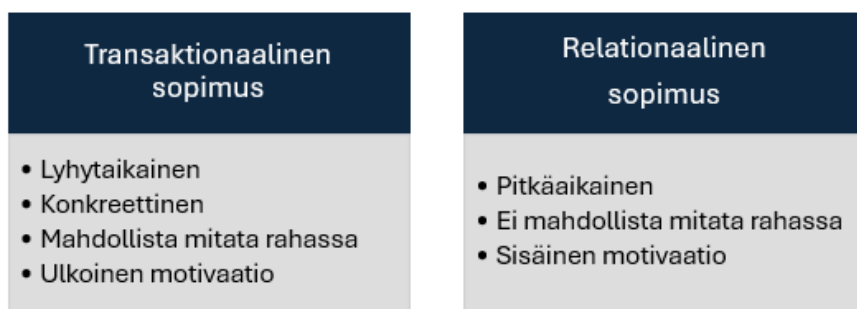 Transaktionaalinen
sopimus
• Lyhytaikainen
• Konkreettinen
• Mahdollista mitata rahassa
• Ulkoinen motivaatio
Relationaalinen
sopimus
• Pitkäaikainen
• Ei mahdollista mitata rahassa
• Sisäinen motivaatio